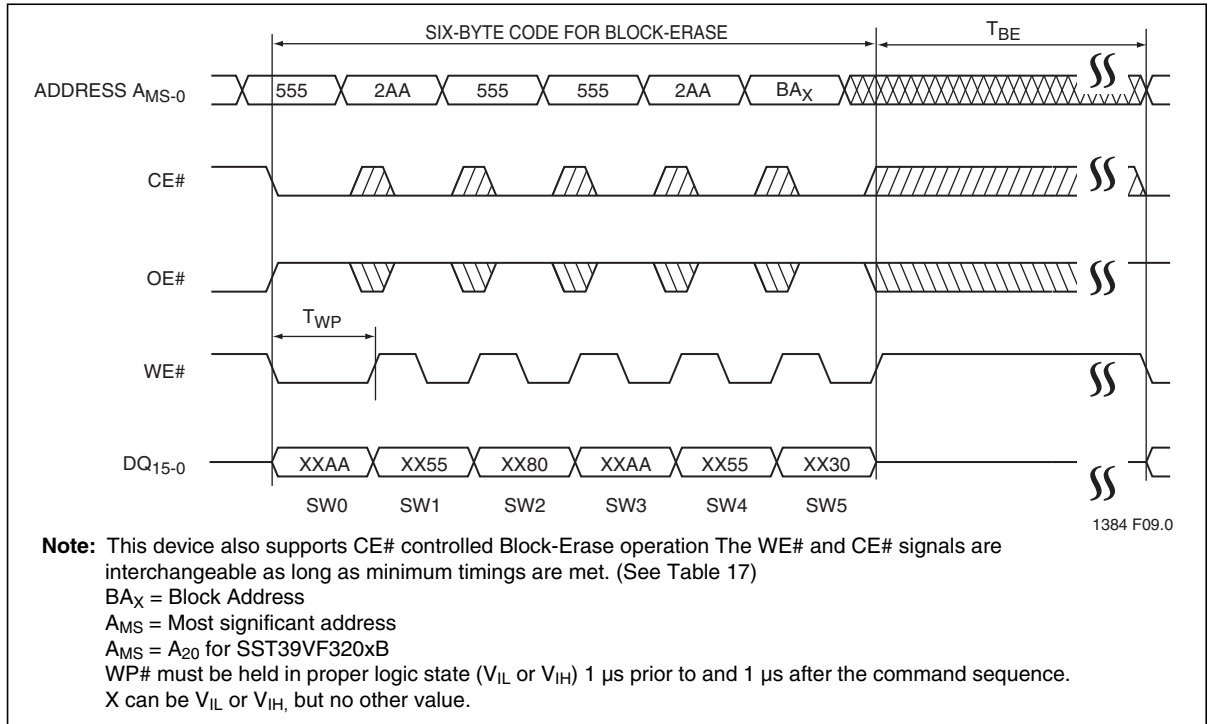 SIX-BYTE CODE FOR BLOCK-ERASE TBE
ADDRESS AMS-0 555 2AA 555 555 2AA BAX
CE#
OE#
TWP
WE#
DQ15-0 XXAA XX55 XX80 XXAA XX55 XX30
SW0 SW1 SW2 SW3 SW4 SW5
1384 F09.0
Note: This device also supports CE# controlled Block-Erase operation The WE# and CE# signals are
interchangeable as long as minimum timings are met. (See Table 17)
BAX = Block Address
AMS = Most significant address
AMS = A20 for SST39VF320xB
WP# must be held in proper logic state (VIL or VIH) 1 µs prior to and 1 µs after the command sequence.
X can be VIL or VIH, but no other value.